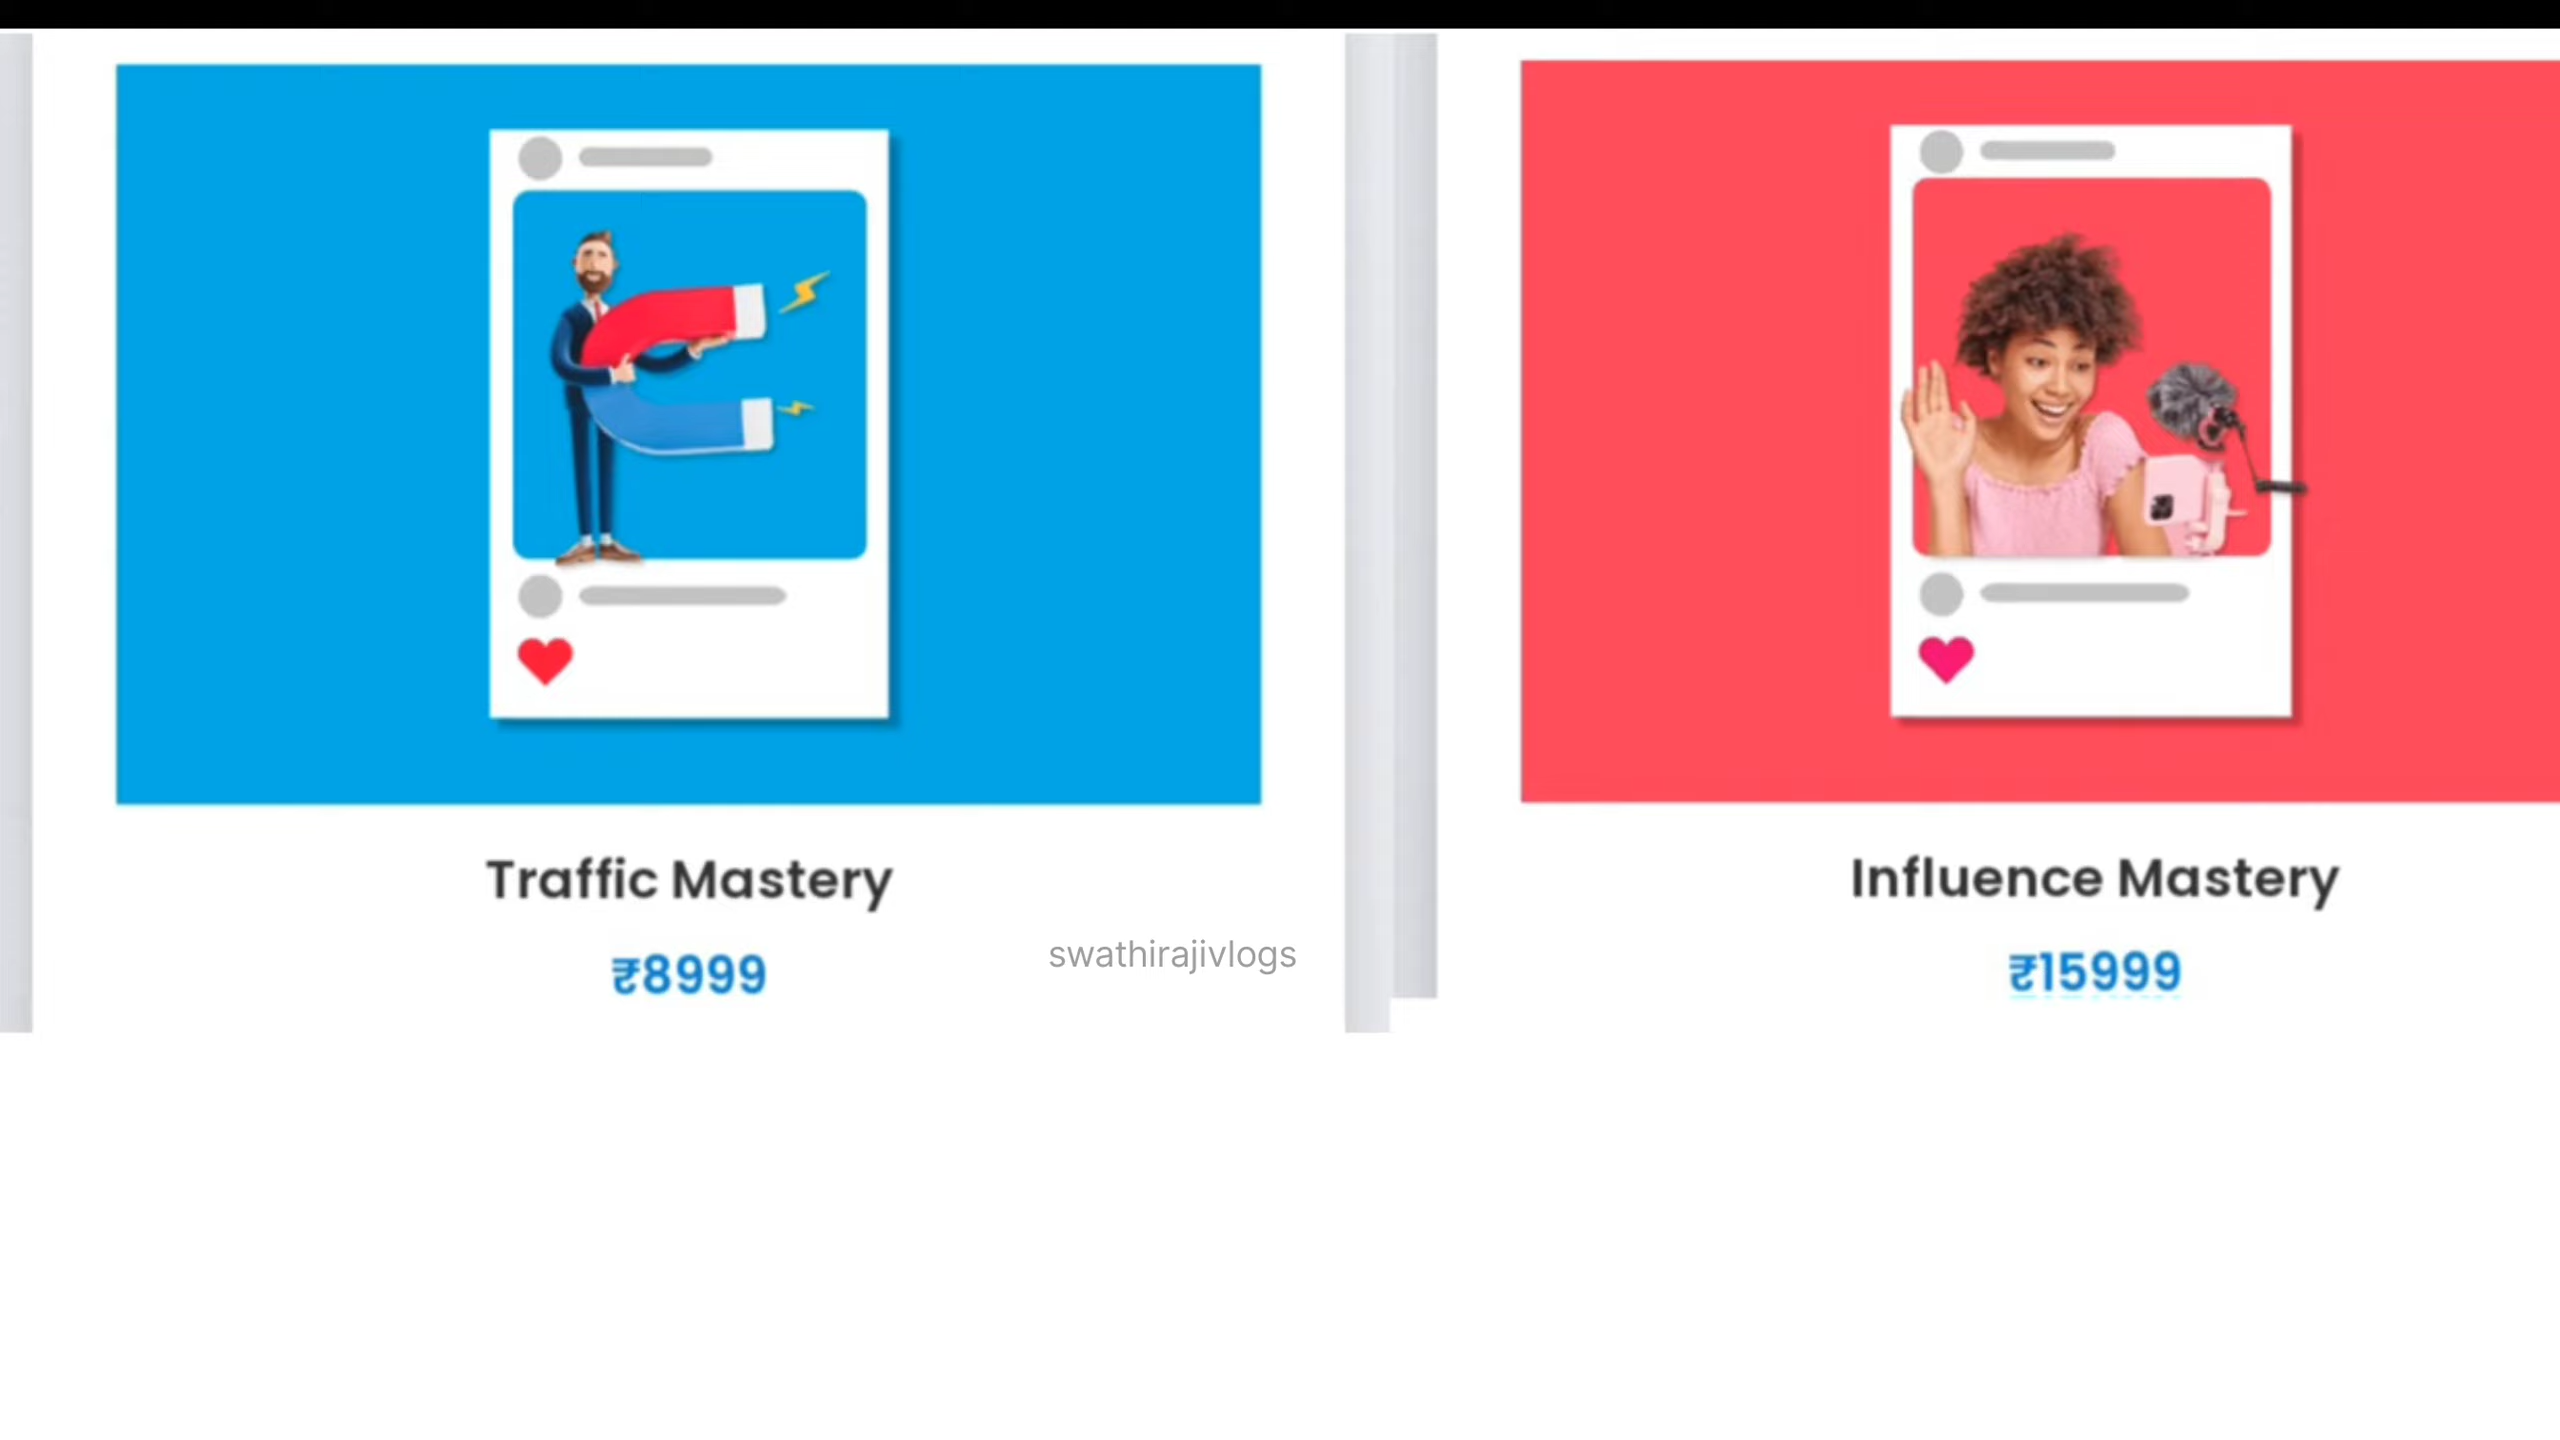 Traffic Mastery
₹8999
swathirajivlogs
Influence Mastery
₹15999